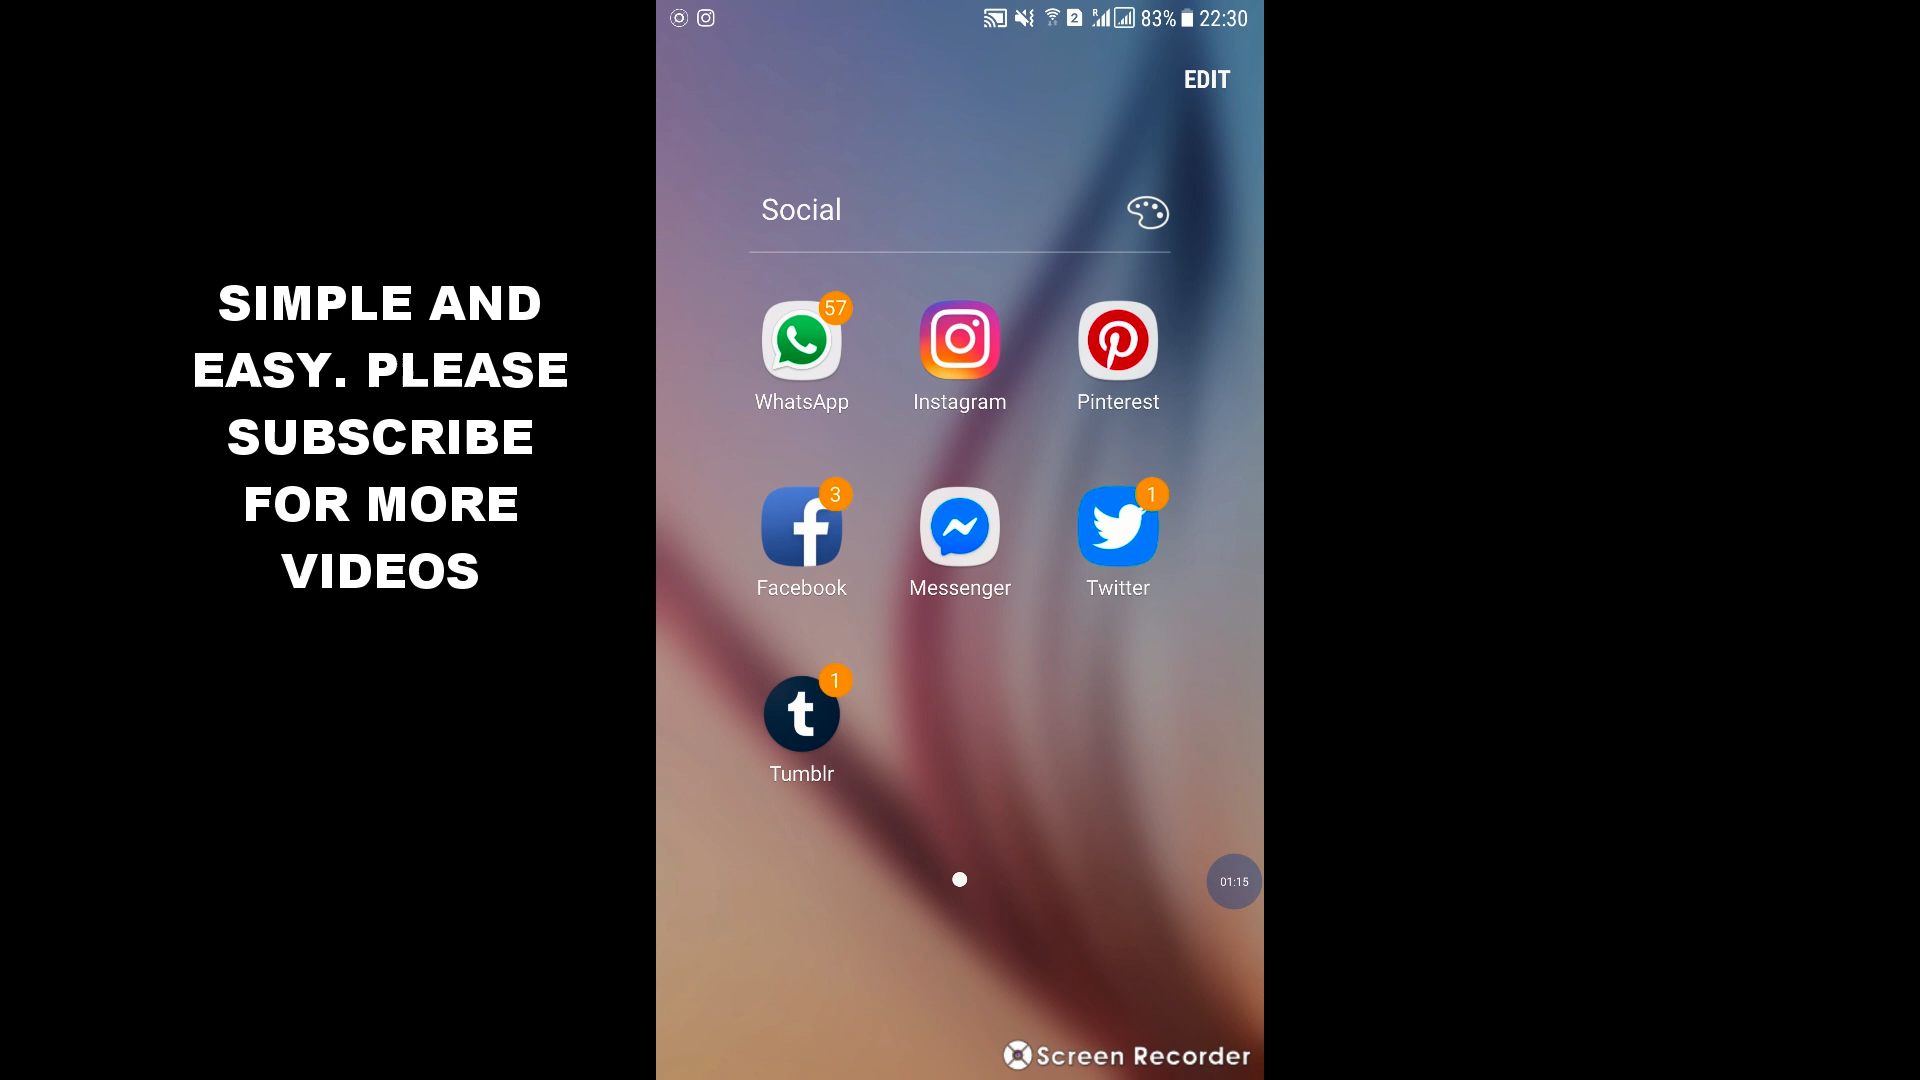 2 R 83% 22:30
EDIT
Social
57
WhatsApp Instagram Pinterest
3 1
Facebook Messenger Twitter
1
Tumblr
01:15
Screen Recorder
SIMPLE AND
EASY. PLEASE
SUBSCRIBE
FOR MORE
VIDEOS